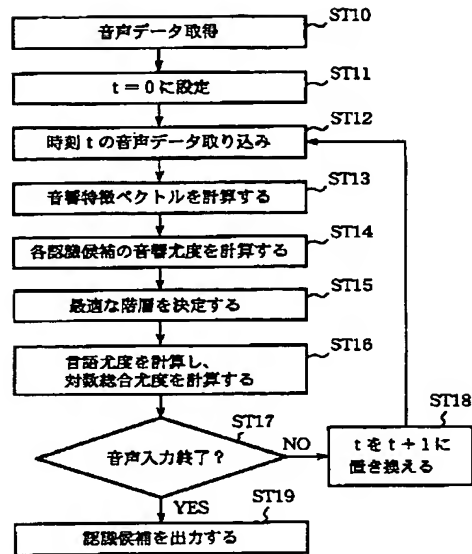 ST10
音声データ取得
ST11
t＝0に設定
ST12
時刻tの音声データ取り込み
ST13
音響特徴ベクトルを計算する
ST14
各認識候補の音響尤度を計算する
ST15
最適な階層を決定する
ST16
言語尤度を計算し、
対数総合尤度を計算する
ST17
音声入力終了？
NO
ST18
tをt＋1に
置き換える
YES
ST19
認識候補を出力する